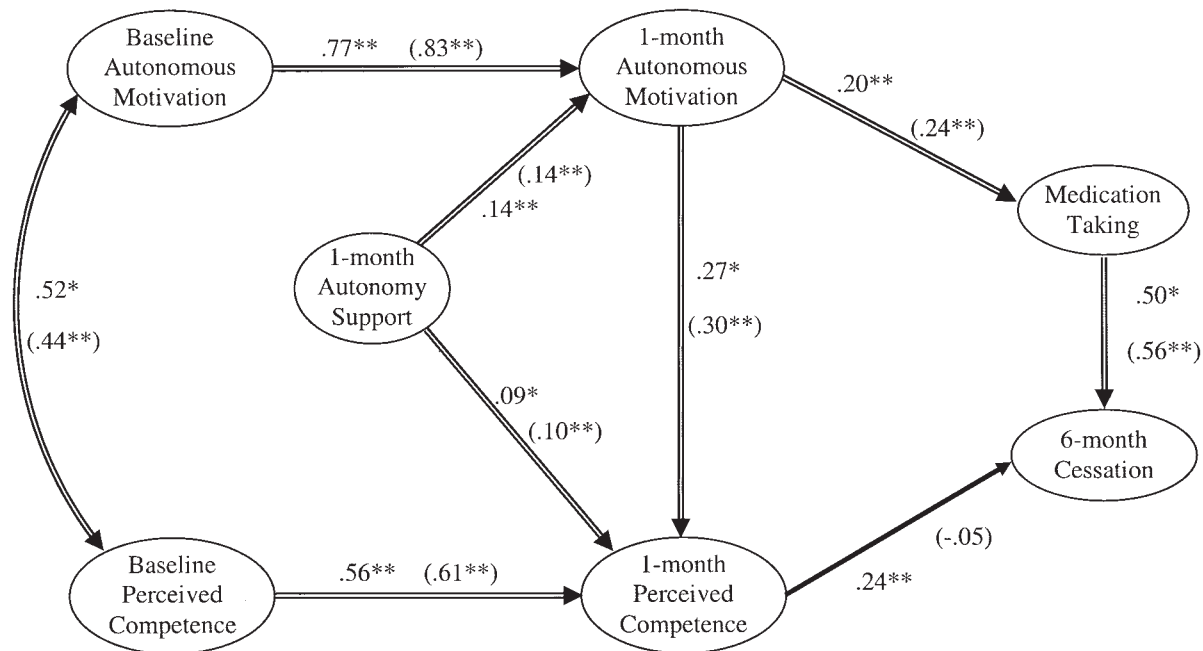 Baseline
Autonomous
Motivation
.77** (.83**)
1-month
Autonomous
Motivation
.20**
(.24**)
(.14**)
.14**
Medication
Taking
1-month
Autonomy
Support
.52*
(.44**)
.27*
(.30**)
.50*
(.56**)
.09*
(.10**)
6-month
Cessation
Baseline
Perceived
Competence
.56** (.61**)
1-month
Perceived
Competence
(-.05)
.24**